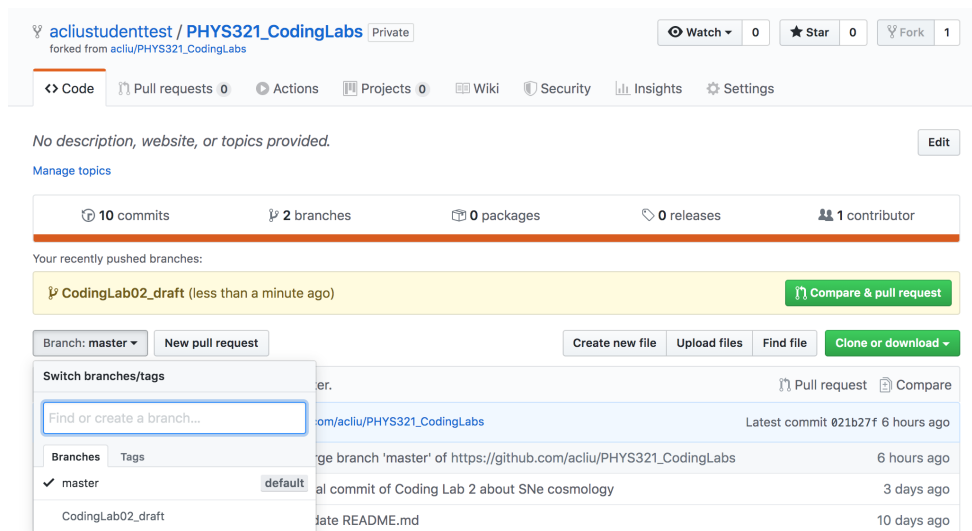 acliustudenttest / PHYS321_CodingLabs Private
forked from acliu/PHYS321_CodingLabs
Watch 0 Star 0 Fork 1
Code Pull requests 0 Actions Projects 0 Wiki Security Insights Settings
No description, website, or topics provided. Edit
Manage topics
10 commits 2 branches 0 packages 0 releases 1 contributor
Your recently pushed branches:
CodingLab02_draft (less than a minute ago) Compare & pull request
Branch: master New pull request Create new file Upload files Find file Clone or download
Switch branches/tags
er. Pull request Compare
Find or create a branch...
com/acliu/PHYS321_CodingLabs Latest commit 021b27f 6 hours ago
Branches Tags
rge branch 'master' of https://github.com/acliu/PHYS321_CodingLabs 6 hours ago
master default
al commit of Coding Lab 2 about SNe cosmology 3 days ago
CodingLab02_draft
date README.md 10 days ago